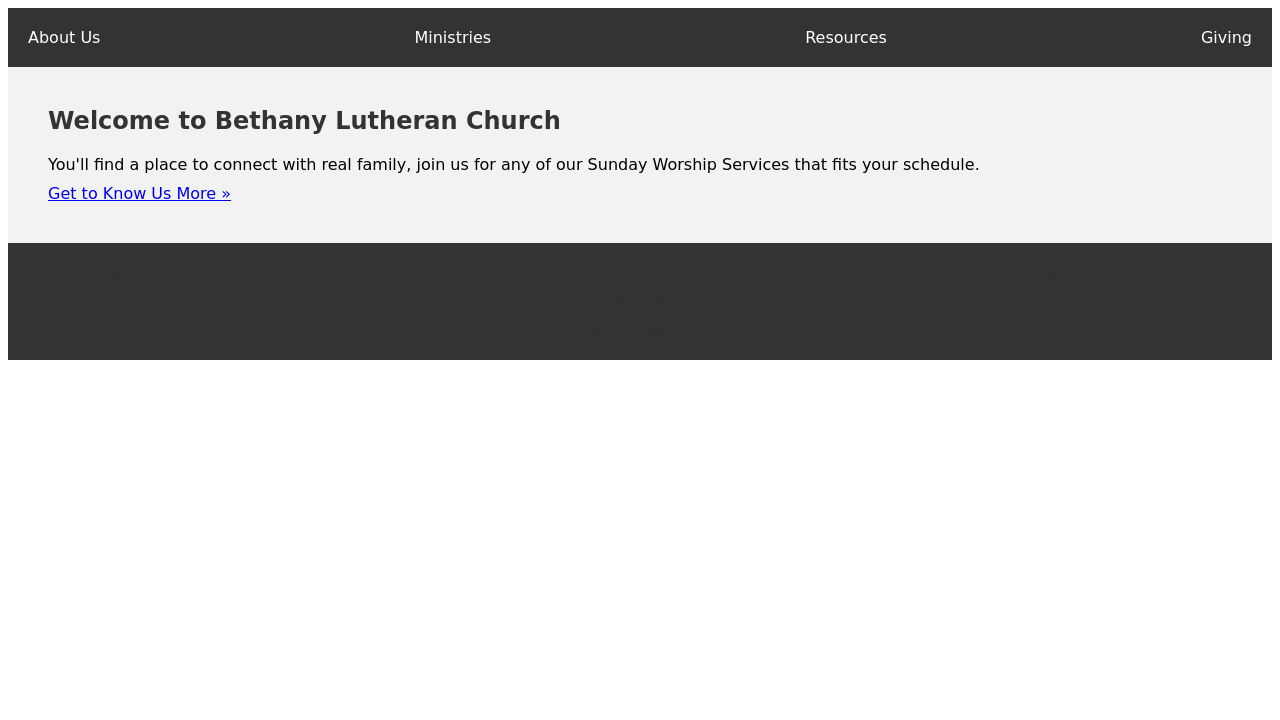 About Us
Ministries
Resources
Giving
Welcome to Bethany Lutheran Church
You'll find a place to connect with real family, join us for any of our Sunday Worship Services that fits your schedule.
Get to Know Us More »